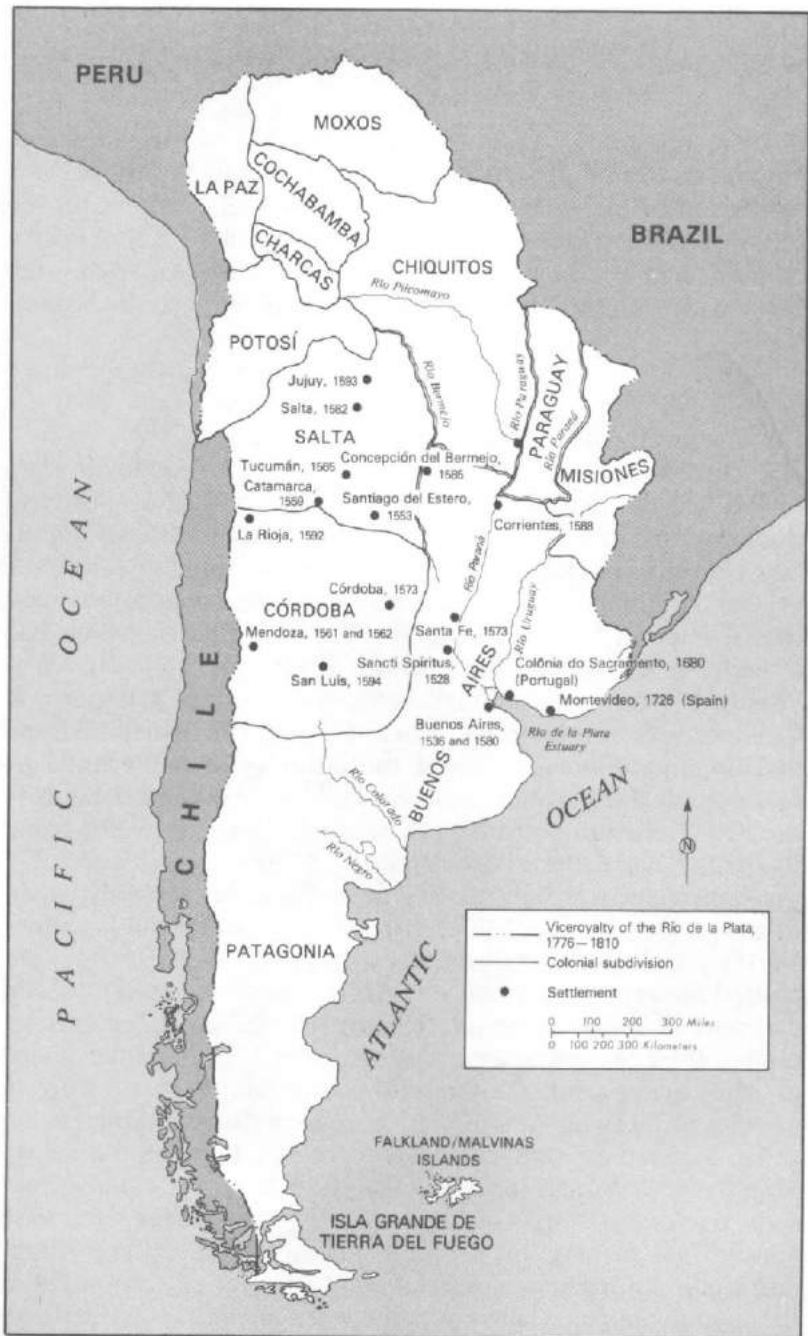 PERU
MOXOS
LA PAZ
COCHABAMBA
CHARCAS
BRAZIL
CHIQUITOS
Río Pilcomayo
POTOSÍ
Río Bermejo
Río Paraguay
PARAGUAY
Río Paraná
MISIONES
Jujuy, 1593
Salta, 1582
SALTA
Concepción del Bermejo,
1585
Tucumán, 1565
Catamarca,
1559
Santiago del Estero,
1553
La Rioja, 1592
Corrientes, 1588
Río Paraná
Río Uruguay
Córdoba, 1573
CÓRDOBA
Mendoza, 1561 and 1562
San Luis, 1594
Santa Fe, 1573
Sancti Spiritus,
1528
Colônia do Sacramento, 1680
(Portugal)
Montevideo, 1726 (Spain)
Buenos Aires,
1536 and 1580
Río de la Plata
Estuary
BUENOS AIRES
PACIFIC OCEAN
CHILE
Río Colorado
Río Negro
PATAGONIA
ATLANTIC OCEAN
N
Viceroyalty of the Río de la Plata,
1776—1810
Colonial subdivision
Settlement
0 100 200 300 Miles
0 100 200 300 Kilometers
FALKLAND/MALVINAS
ISLANDS
ISLA GRANDE DE
TIERRA DEL FUEGO